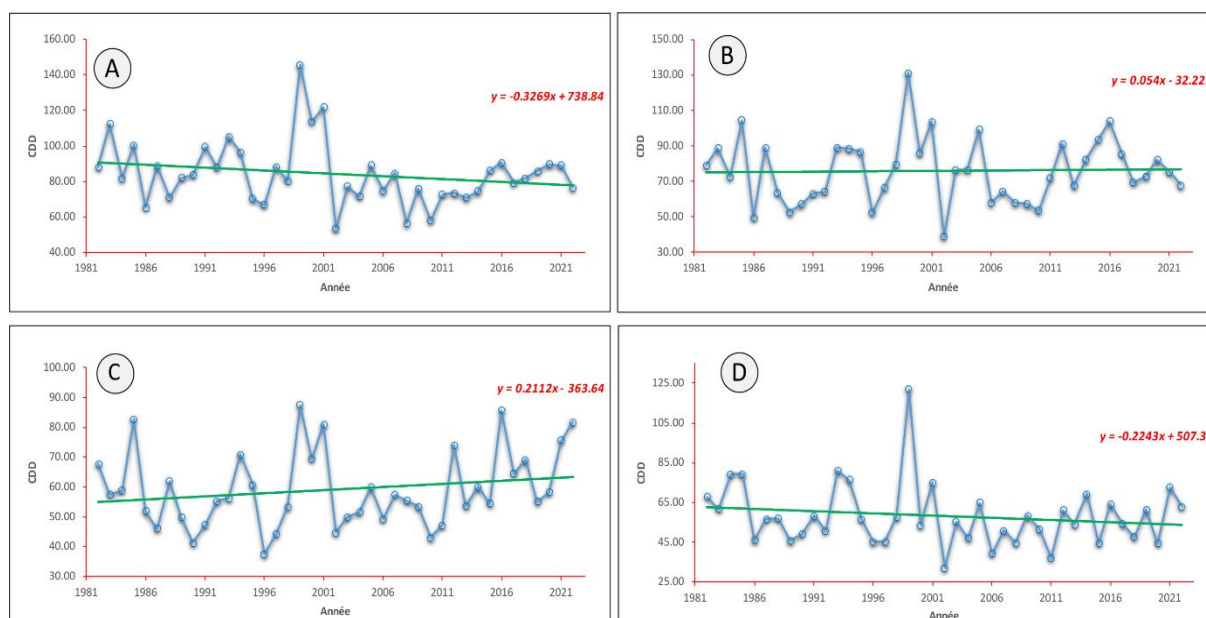 A
y = -0.3269x + 738.84
CDD
160.00
140.00
120.00
100.00
80.00
60.00
40.00
1981 1986 1991 1996 2001 2006 2011 2016 2021
Année
B
y = 0.054x - 32.22
CDD
150.00
130.00
110.00
90.00
70.00
50.00
30.00
1981 1986 1991 1996 2001 2006 2011 2016 2021
Année
C
y = 0.2112x - 363.64
CDD
100.00
90.00
80.00
70.00
60.00
50.00
40.00
30.00
1981 1986 1991 1996 2001 2006 2011 2016 2021
Année
D
y = -0.2243x + 507.3
CDD
125.00
105.00
85.00
65.00
45.00
25.00
1981 1986 1991 1996 2001 2006 2011 2016 2021
Année